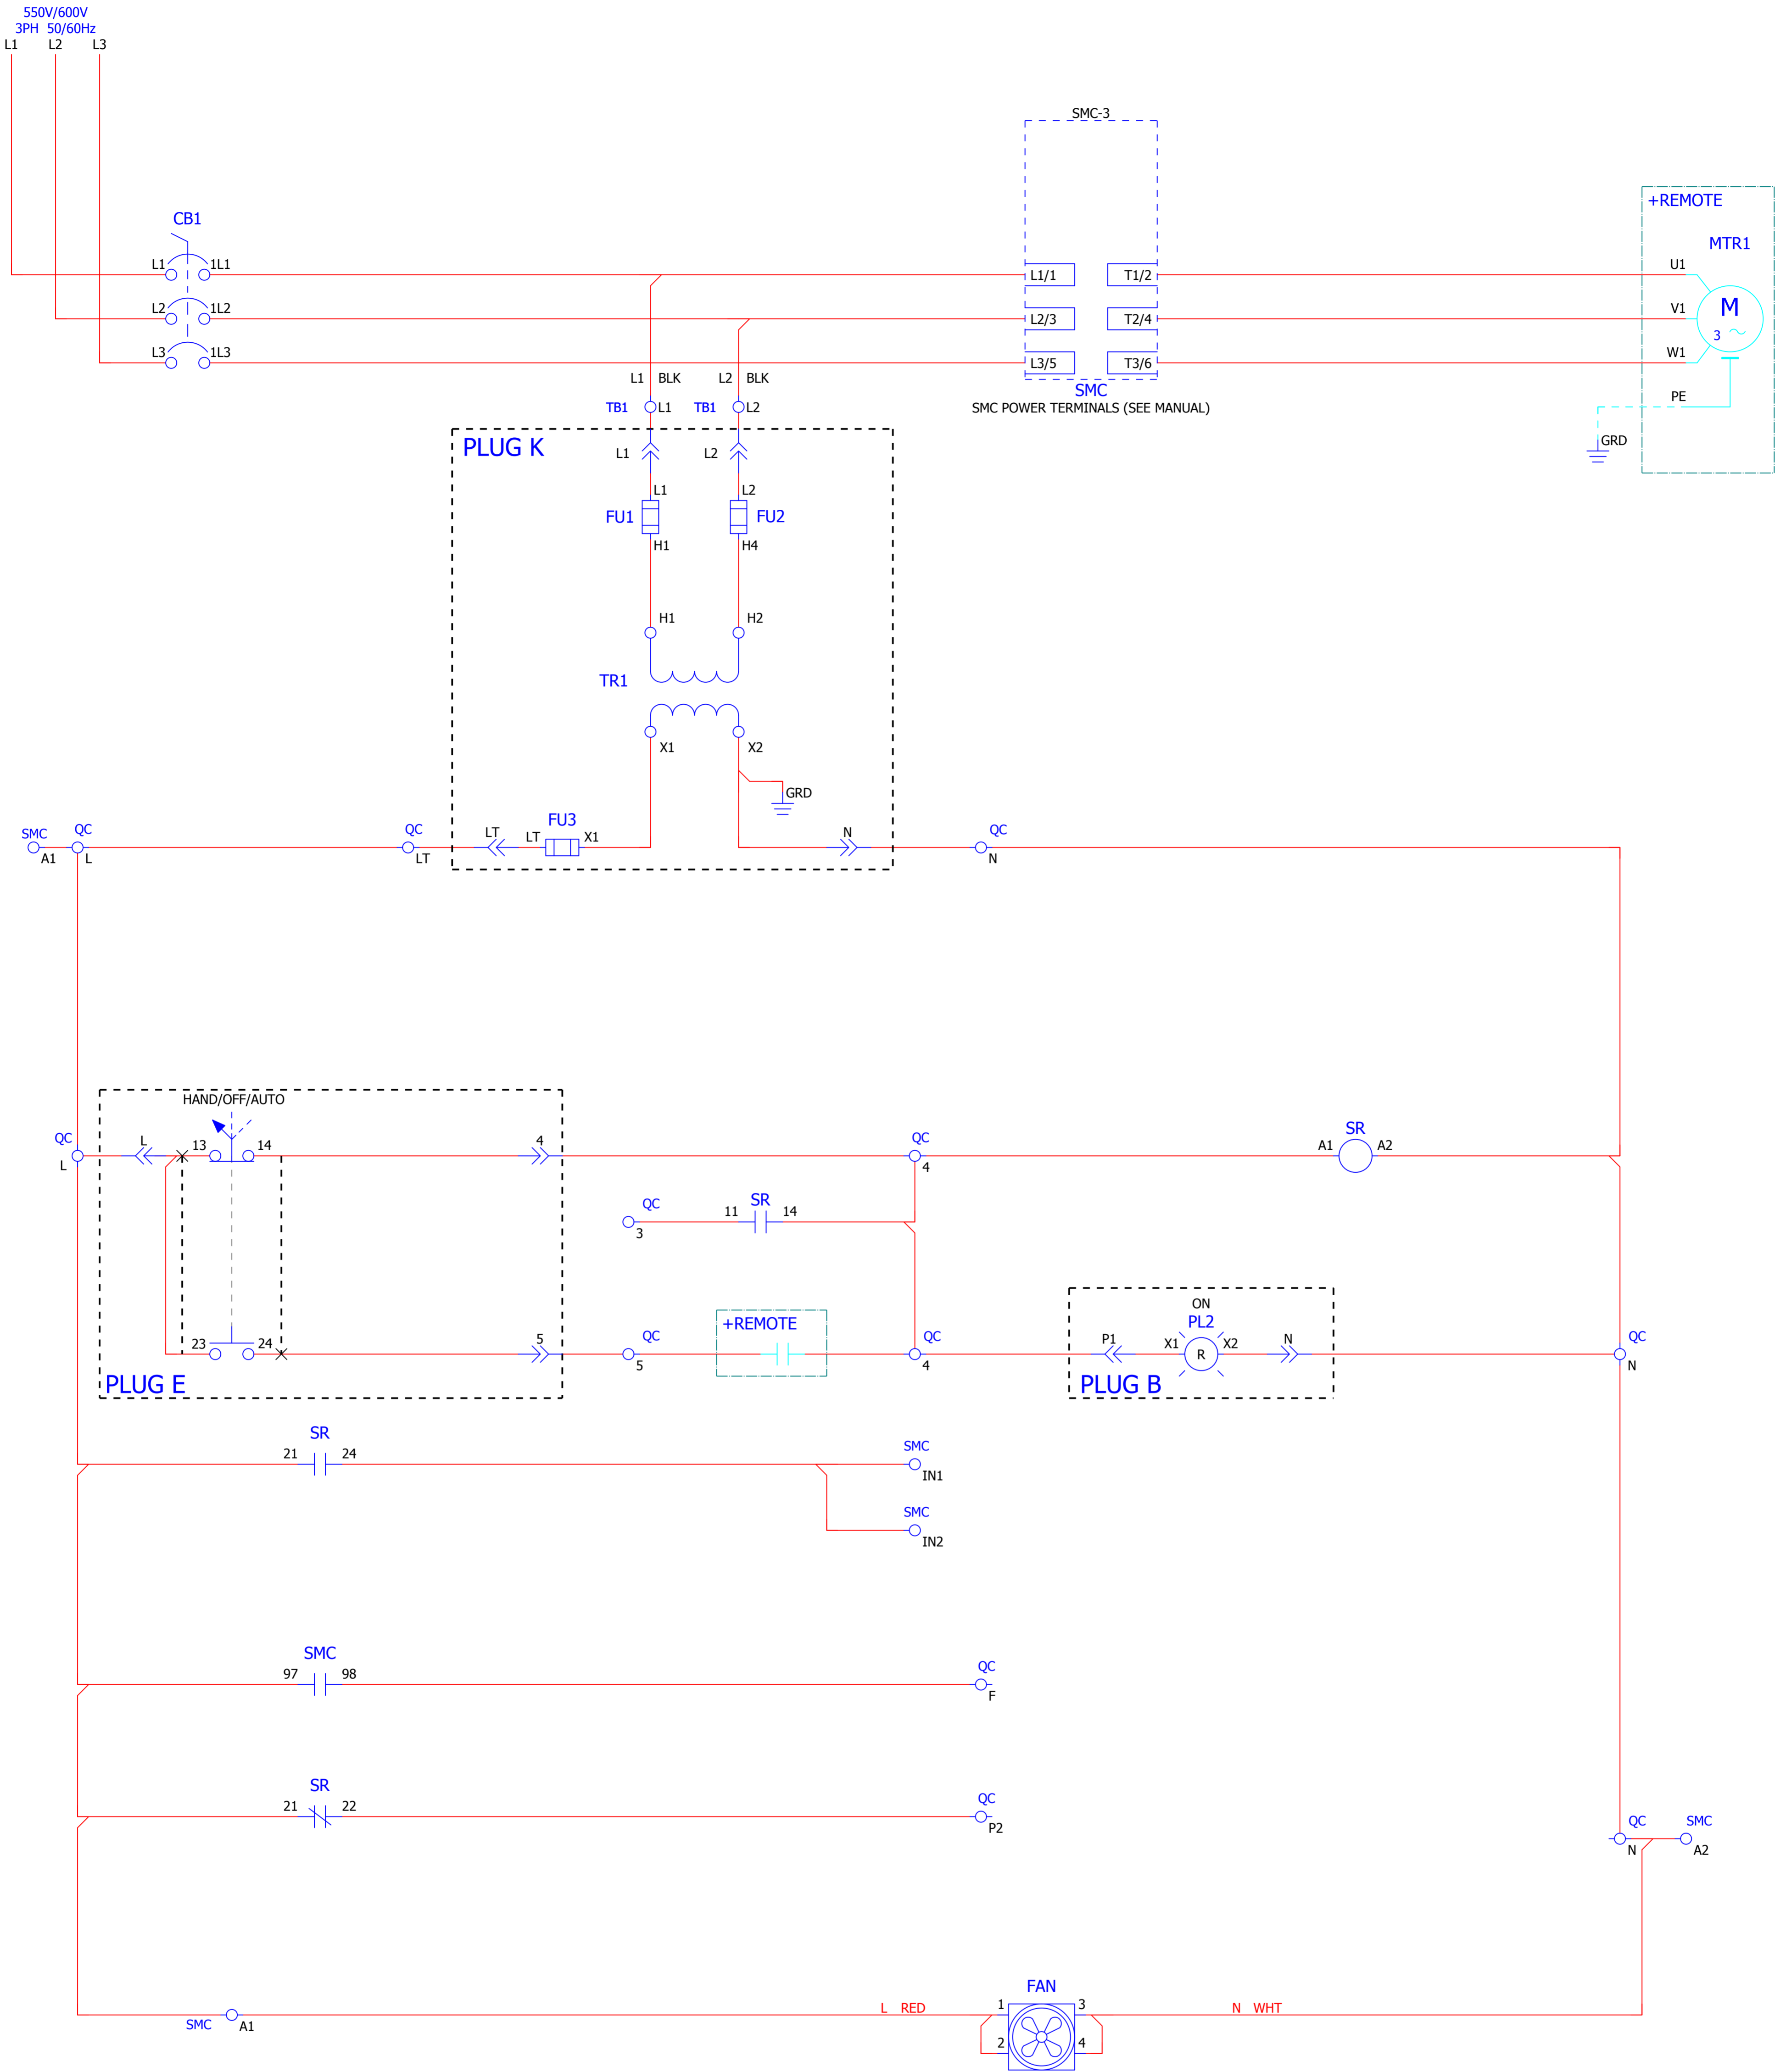 550V/600V
3PH 50/60Hz
L1 L2 L3
SMC-3
+REMOTE
CB1
MTR1
L1 1L1 L1/1 T1/2 U1
L2 1L2 L2/3 T2/4 V1 M
3
L3 1L3 L3/5 T3/6 W1
L1 BLK L2 BLK SMC
TB1 L1 TB1 L2 SMC POWER TERMINALS (SEE MANUAL) PE
PLUG K GRD
L1 L2
L1 L2
FU1 FU2
H1 H4
H1 H2
TR1
X1 X2
GRD
FU3
SMC QC QC LT LT X1 N QC
A1 L LT N
HAND/OFF/AUTO
QC L 13 14 4 QC SR
L 4 A1 A2
QC SR
3 11 14
ON
+REMOTE PL2
23 24 5 QC QC P1 X1 R X2 N QC
5 4 N
PLUG E PLUG B
SR SMC
21 24 IN1
SMC
IN2
SMC QC
97 98 F
SR QC
21 22 P2
QC SMC
N A2
FAN
L RED 1 3 N WHT
SMC A1
2 4